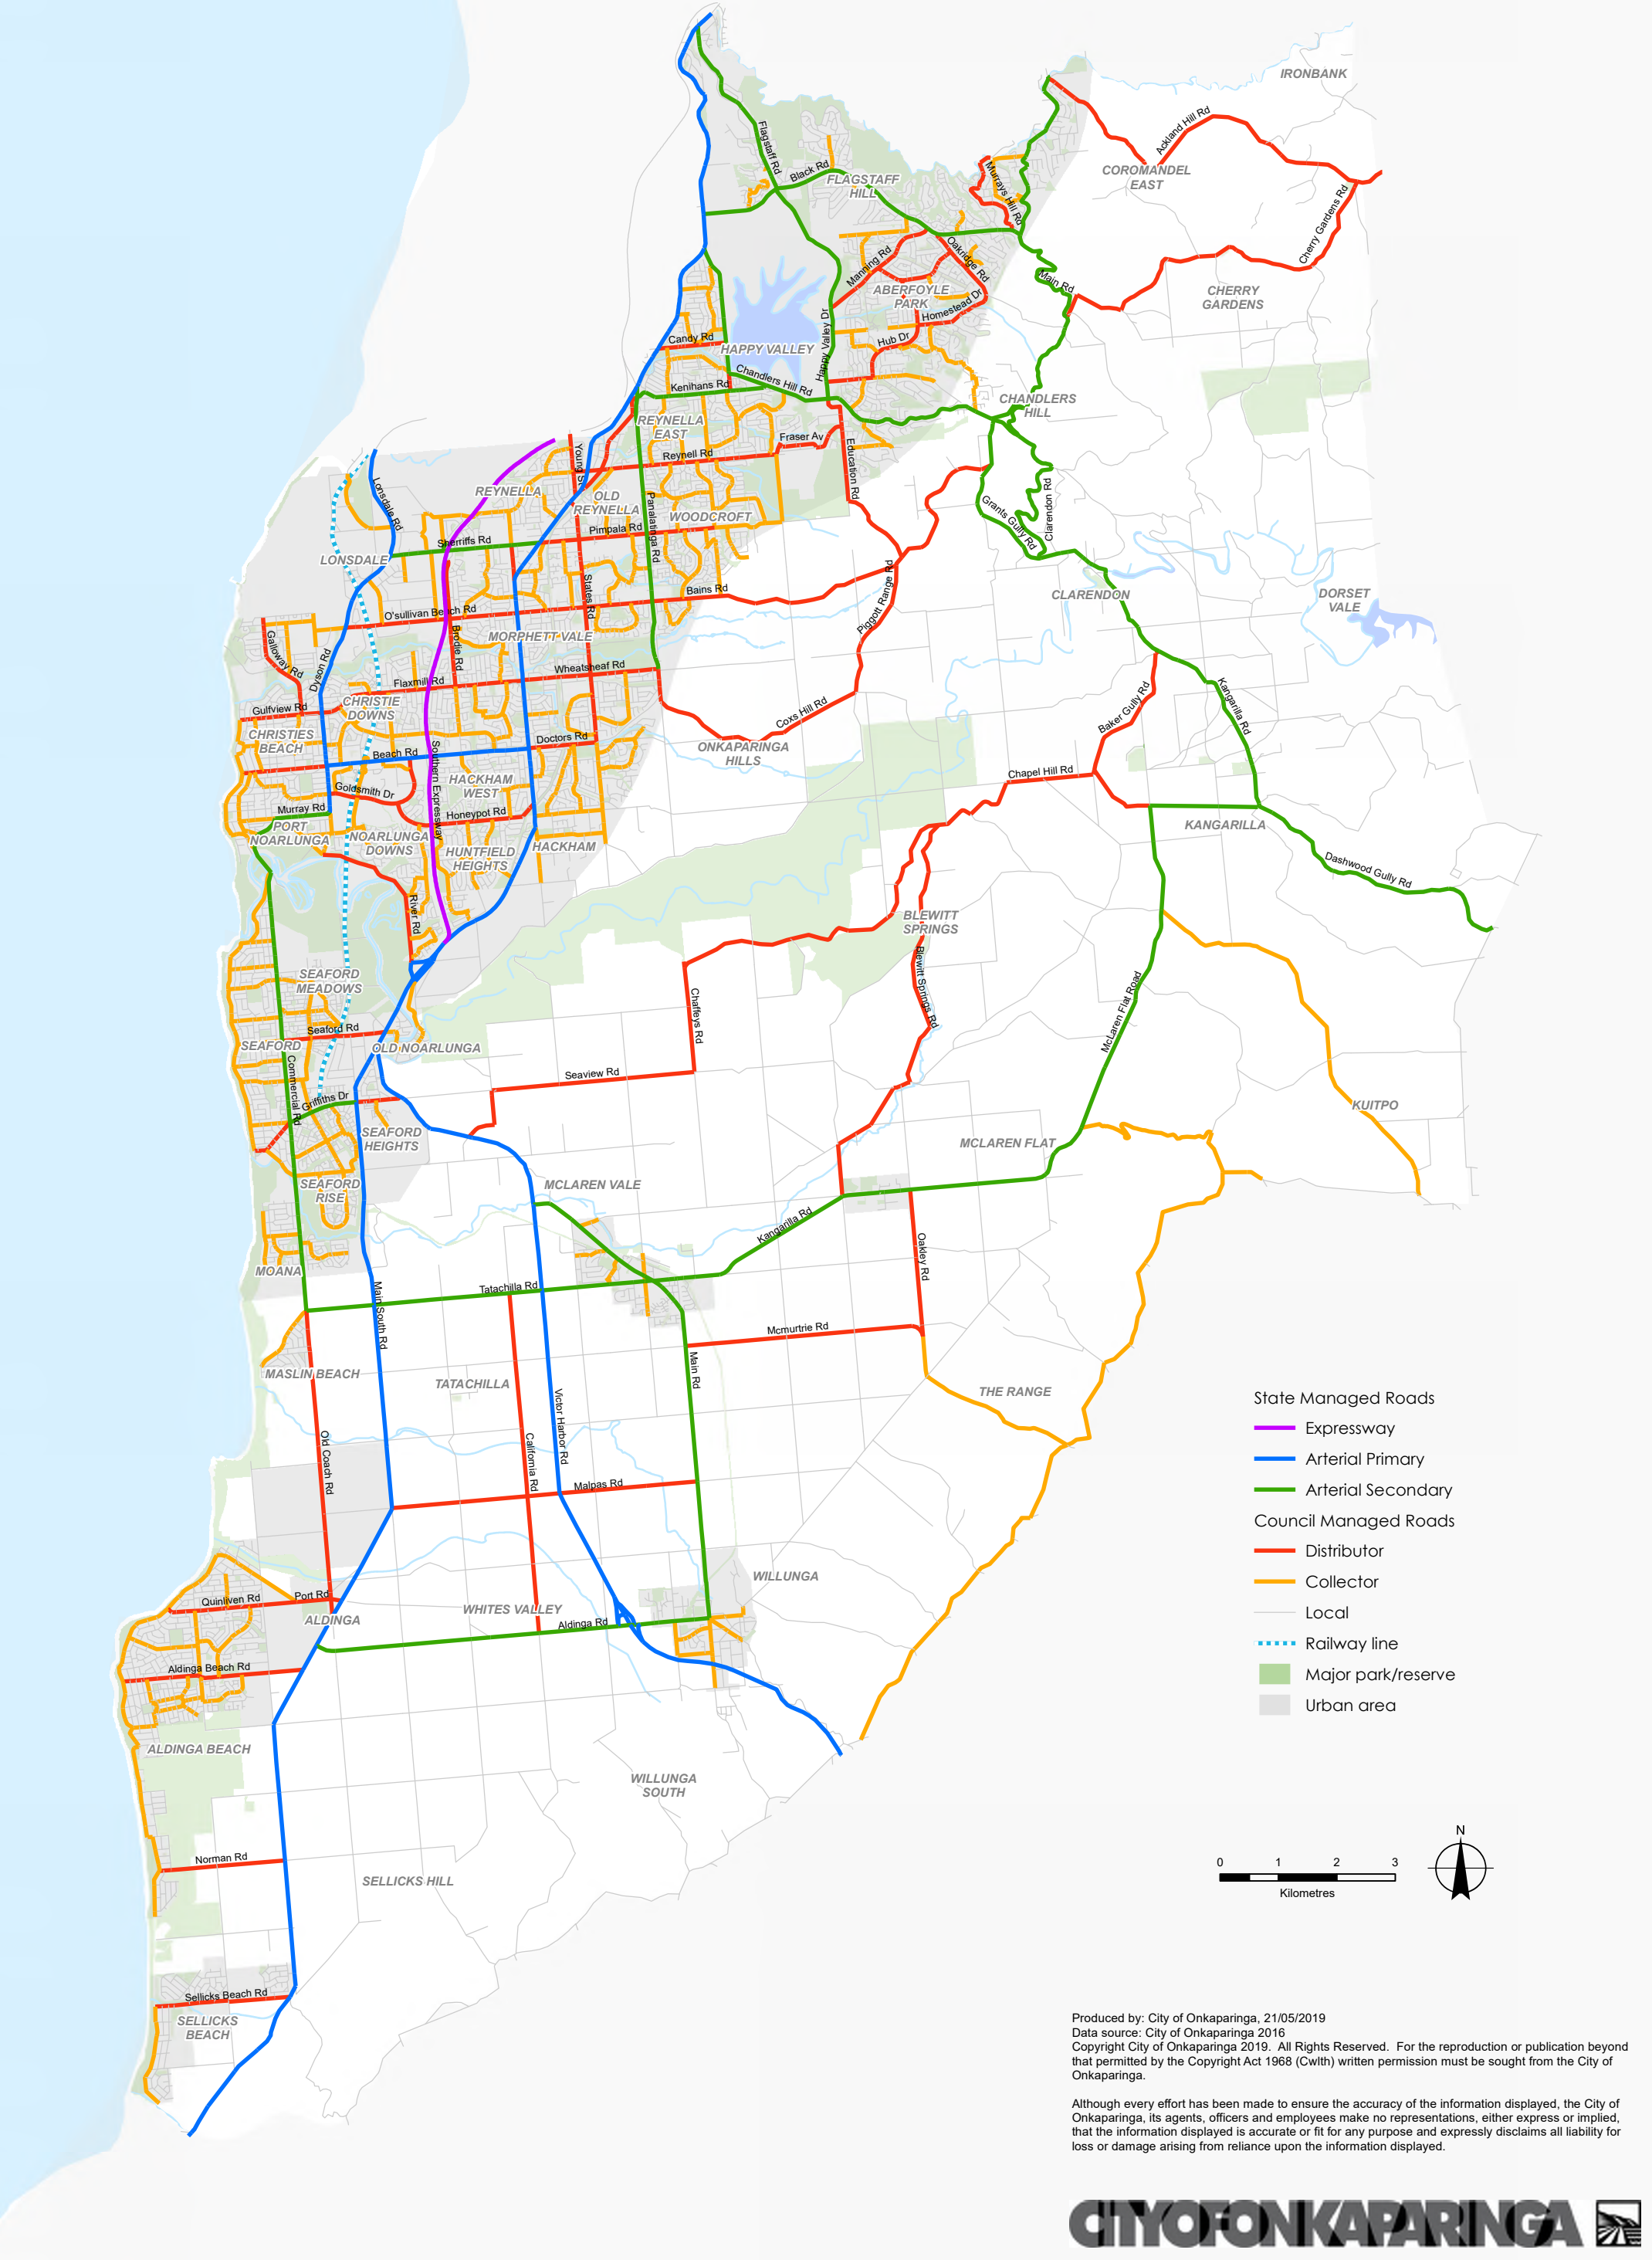 IRONBANK
Ackland Hill Rd
COROMANDEL
EAST
Flagstaff Rd
Black Rd
FLAGSTAFF
HILL
Murrays Hill Rd
Cherry Gardens Rd
Oakridge Rd
Manning Rd
Main Rd
ABERFOYLE
PARK
CHERRY
GARDENS
Homestead Dr
Happy Valley Dr
Candy Rd
HAPPY VALLEY
Hub Dr
Chandlers Hill Rd
Kenihans Rd
CHANDLERS
HILL
REYNELLA
EAST
Fraser Av
Education Rd
Young St
Reynell Rd
Lonsdale Rd
REYNELLA
OLD
REYNELLA
Panalatinga Rd
WOODCROFT
Grants Gully Rd
Clarendon Rd
Pimpala Rd
Sherriffs Rd
LONSDALE
States Rd
Bains Rd
Piggott Range Rd
CLARENDON
DORSET
VALE
O'sullivan Beach Rd
Galloway Rd
Brodie Rd
MORPHETT VALE
Dyson Rd
Wheatsheaf Rd
Flaxmill Rd
Gulfview Rd
CHRISTIE
DOWNS
Coxs Hill Rd
Baker Gully Rd
Kangarilla Rd
CHRISTIES
BEACH
Doctors Rd
Beach Rd
Southern Expressway
ONKAPARINGA
HILLS
Chapel Hill Rd
HACKHAM
WEST
Goldsmith Dr
Murray Rd
Honeypot Rd
PORT
NOARLUNGA
NOARLUNGA
DOWNS
HUNTFIELD
HEIGHTS
HACKHAM
KANGARILLA
Dashwood Gully Rd
River Rd
BLEWITT
SPRINGS
Blewitt Springs Rd
SEAFORD
MEADOWS
Chaffeys Rd
McLaren Flat Road
Seaford Rd
SEAFORD
OLD NOARLUNGA
Commercial Rd
Seaview Rd
Griffiths Dr
KUITPO
SEAFORD
HEIGHTS
MCLAREN FLAT
SEAFORD
RISE
MCLAREN VALE
Kangarilla Rd
Oakley Rd
MOANA
Tatachilla Rd
Main South Rd
Mcmurtrie Rd
MASLIN BEACH
TATACHILLA
Main Rd
THE RANGE
Victor Harbor Rd
Old Coach Rd
California Rd
Malpas Rd
State Managed Roads
Expressway
Arterial Primary
Arterial Secondary
Council Managed Roads
Distributor
Collector
Local
Railway line
Major park/reserve
Urban area
WILLUNGA
Quinliven Rd
Port Rd
ALDINGA
WHITES VALLEY
Aldinga Rd
Aldinga Beach Rd
ALDINGA BEACH
WILLUNGA
SOUTH
Norman Rd
SELLICKS HILL
0 1 2 3
Kilometres
N
Sellicks Beach Rd
SELLICKS
BEACH
Produced by: City of Onkaparinga, 21/05/2019
Data source: City of Onkaparinga 2016
Copyright City of Onkaparinga 2019. All Rights Reserved. For the reproduction or publication beyond
that permitted by the Copyright Act 1968 (Cwlth) written permission must be sought from the City of
Onkaparinga.
Although every effort has been made to ensure the accuracy of the information displayed, the City of
Onkaparinga, its agents, officers and employees make no representations, either express or implied,
that the information displayed is accurate or fit for any purpose and expressly disclaims all liability for
loss or damage arising from reliance upon the information displayed.
CITYOFONKAPARINGA